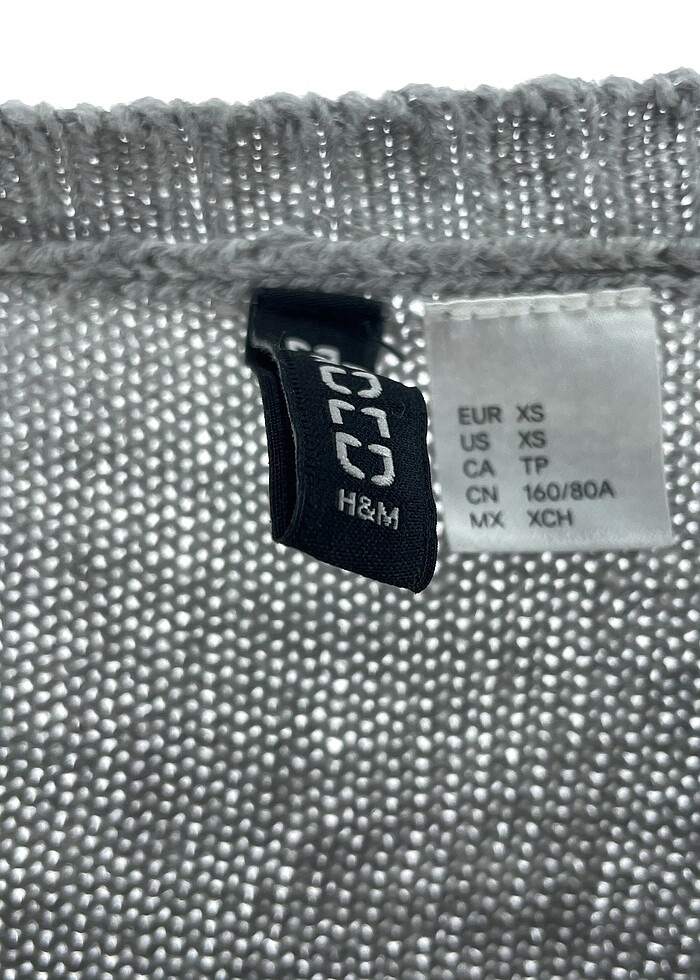 H&M
EUR XS
US XS
CA TP
CN 160/80A
MX XCH